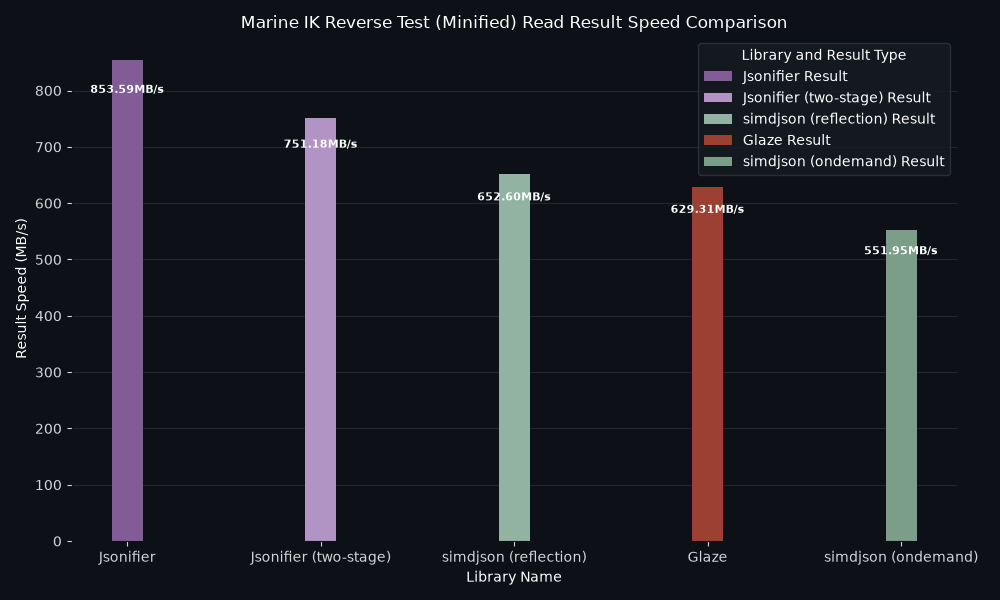 Marine IK Reverse Test (Minified) Read Result Speed Comparison
Library and Result Type
Jsonifier Result
Jsonifier (two-stage) Result
simdjson (reflection) Result
Glaze Result
simdjson (ondemand) Result
Result Speed (MB/s)
800
700
600
500
400
300
200
100
0
853.59MB/s
751.18MB/s
652.60MB/s
629.31MB/s
551.95MB/s
Jsonifier
Jsonifier (two-stage)
simdjson (reflection)
Glaze
simdjson (ondemand)
Library Name